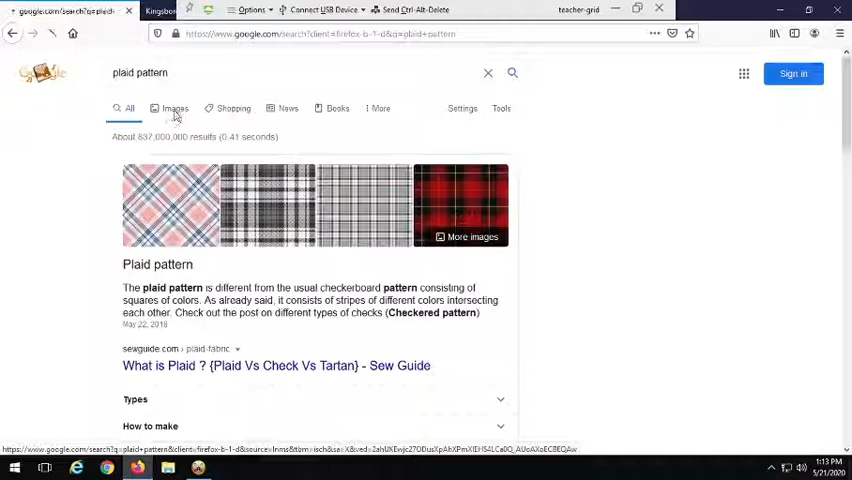 Options
Connect USB Device
Send Ctrl-Alt-Delete
teacher-grid
google.com/search?q=plaid-
Kingsbo
https://www.google.com/search?client=firefox-b-1-d&q=plaid+pattern
Google
plaid pattern
Sign in
All
Images
Shopping
News
Books
More
Settings
Tools
About 637,000,000 results (0.41 seconds)
More images
Plaid pattern
The plaid pattern is different from the usual checkerboard pattern consisting of
squares of colors. As already said, it consists of stripes of different colors intersecting
each other. Check out the post on different types of checks (Checkered pattern)
May 22, 2018
sewguide.com › plaid-fabric
What is Plaid ? {Plaid Vs Check Vs Tartan} - Sew Guide
Types
How to make
1:13 PM
5/21/2020